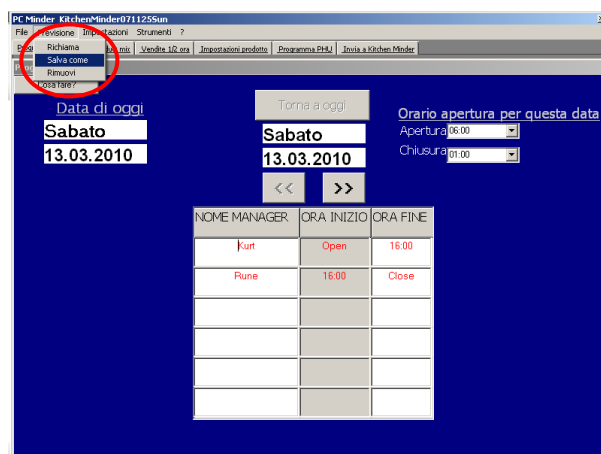 PC Minder KitchenMinder071125Sun
File Previsione Impostazioni Strumenti ?
mix Vendite 1/2 ora Impostazioni prodotto Programma PHU Invia a Kitchen Minder
Richiama
Salva come
Rimuovi
Cosa fare?
Data di oggi
Sabato
13.03.2010
Torna a oggi
Sabato
13.03.2010
<< >>
Orario apertura per questa data
Apertura 06:00
Chiusura 01:00
NOME MANAGER ORA INIZIO ORA FINE
Kurt Open 16:00
Rune 16:00 Close